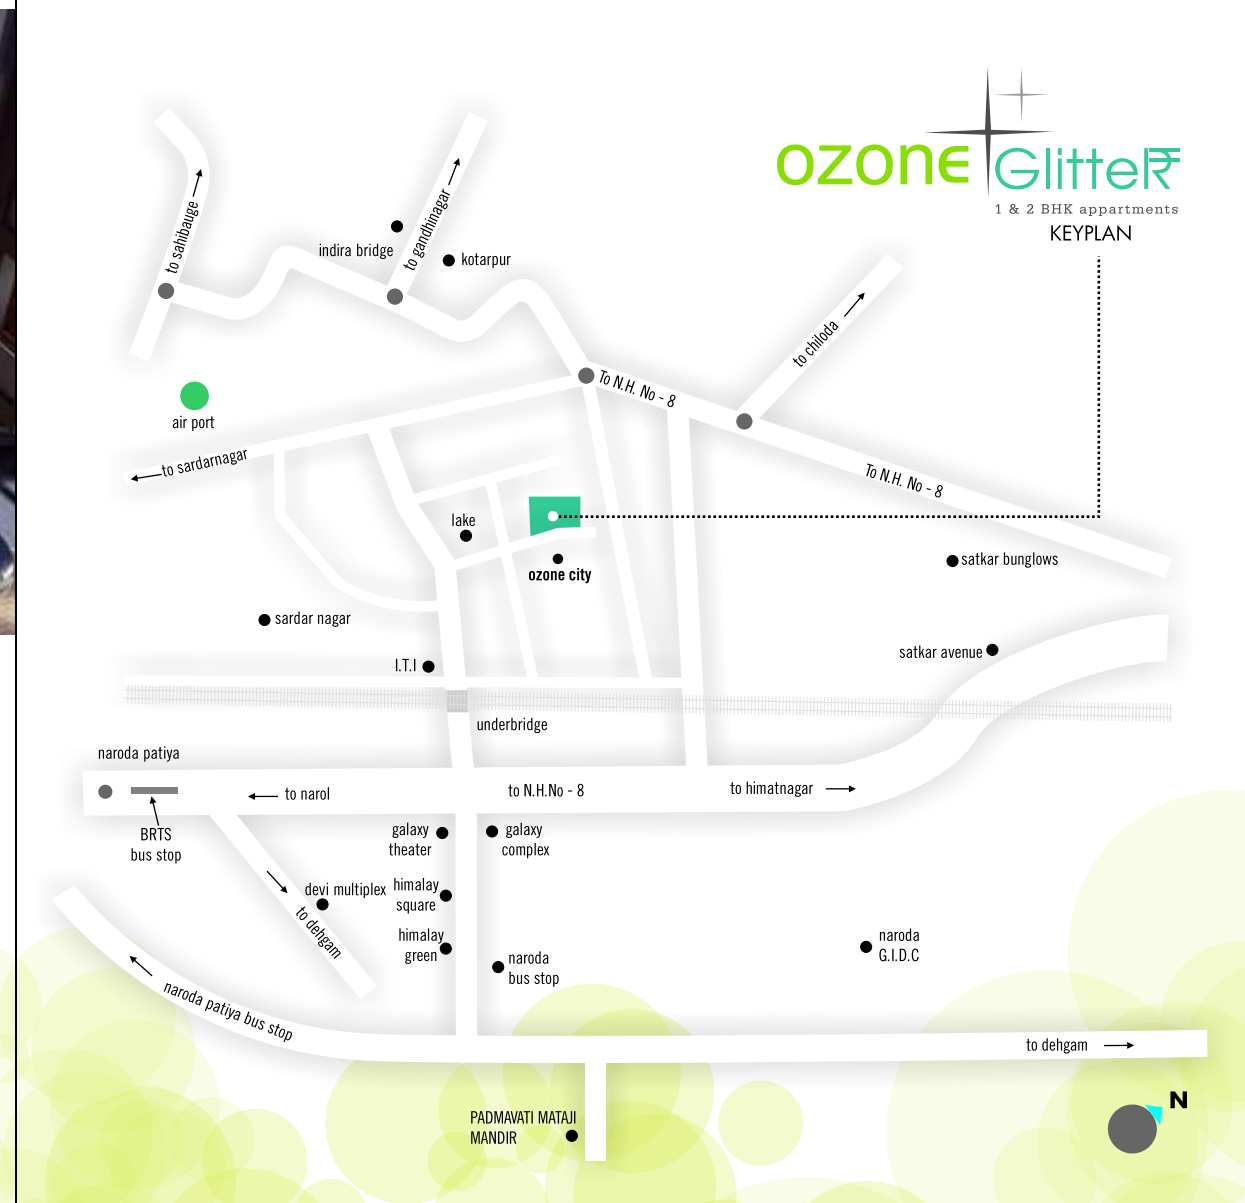 ozone GlitteR
1 & 2 BHK appartments
KEYPLAN
to sahibauge
to gandhinagar
indira bridge
kotarpur
to chiloda
To N.H. No - 8
air port
to sardarnagar
To N.H. No - 8
lake
ozone city
satkar bunglows
sardar nagar
satkar avenue
I.T.I
underbridge
naroda patiya
to narol
to N.H.No - 8
to himatnagar
BRTS
bus stop
galaxy
theater
galaxy
complex
devi multiplex
himalay
square
to dehgam
himalay
green
naroda
bus stop
naroda
G.I.D.C
naroda patiya bus stop
to dehgam
PADMAVATI MATAJI
MANDIR
N